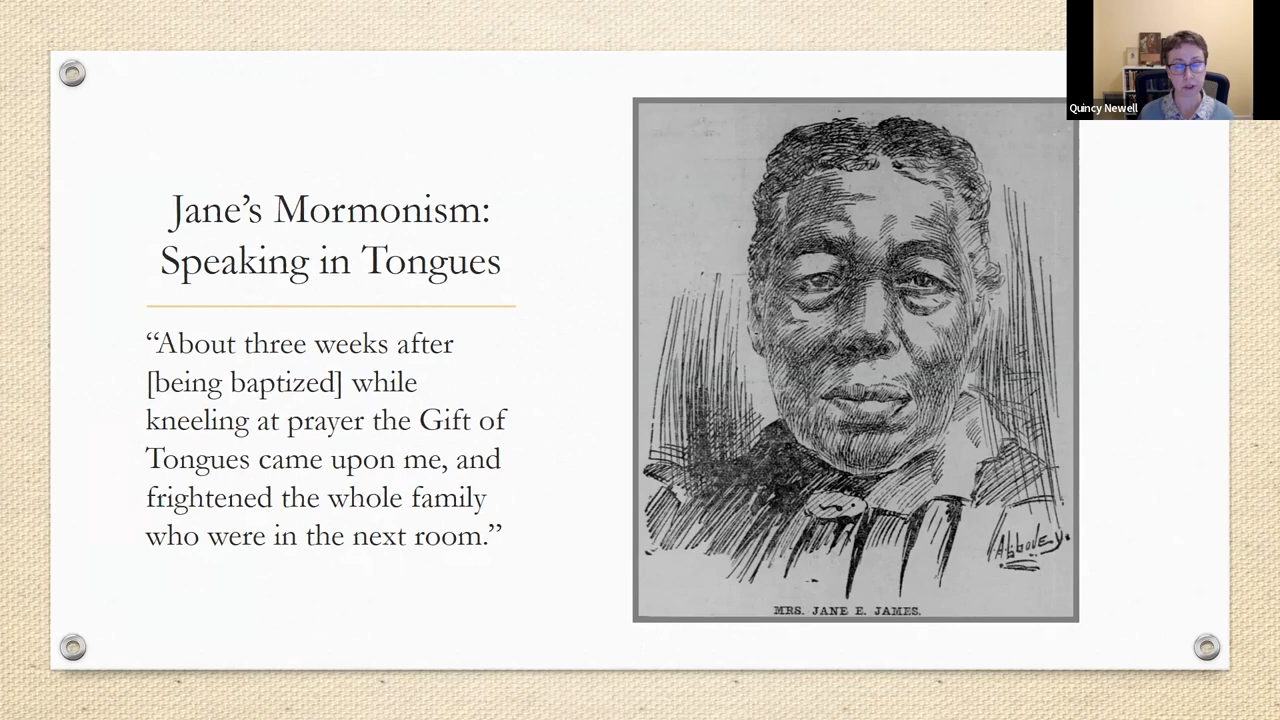 Quincy Newell
Jane’s Mormonism:
Speaking in Tongues
“About three weeks after
[being baptized] while
kneeling at prayer the Gift of
Tongues came upon me, and
frightened the whole family
who were in the next room.”
MRS. JANE E. JAMES.